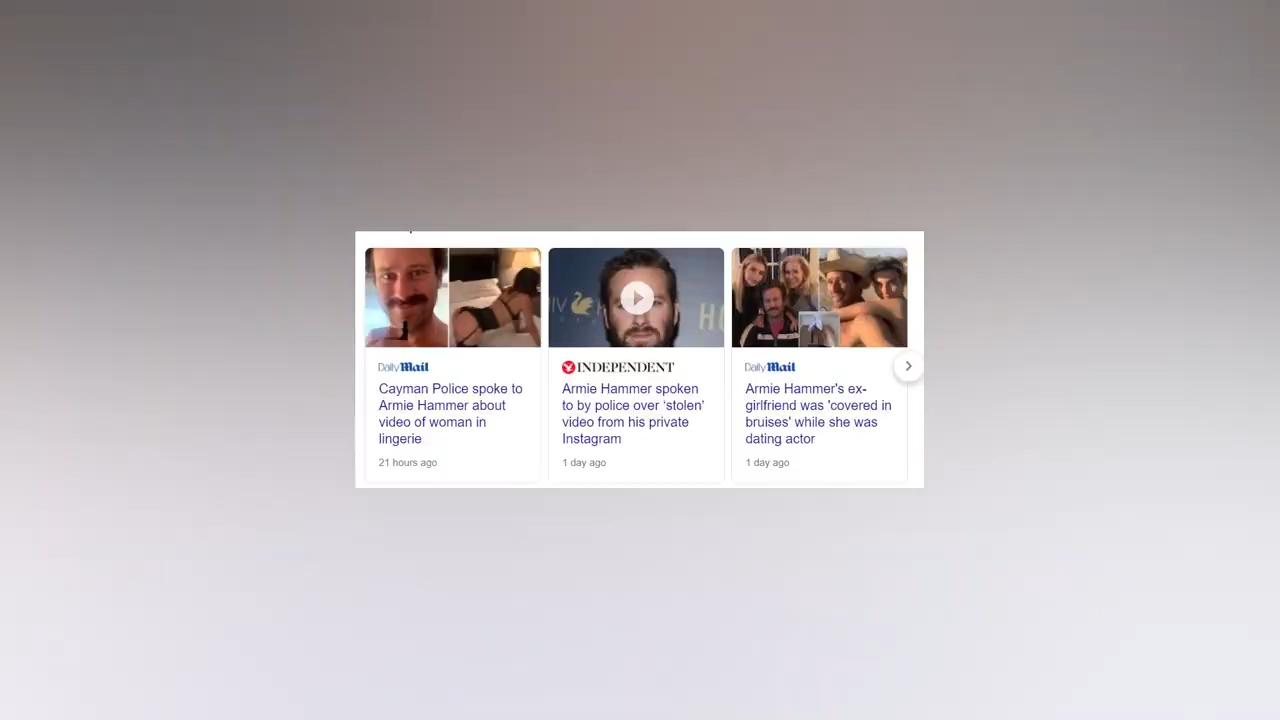 Daily Mail
Cayman Police spoke to
Armie Hammer about
video of woman in
lingerie
21 hours ago
INDEPENDENT
Armie Hammer spoken
to by police over ‘stolen’
video from his private
Instagram
1 day ago
Daily Mail
Armie Hammer's ex-
girlfriend was 'covered in
bruises' while she was
dating actor
1 day ago